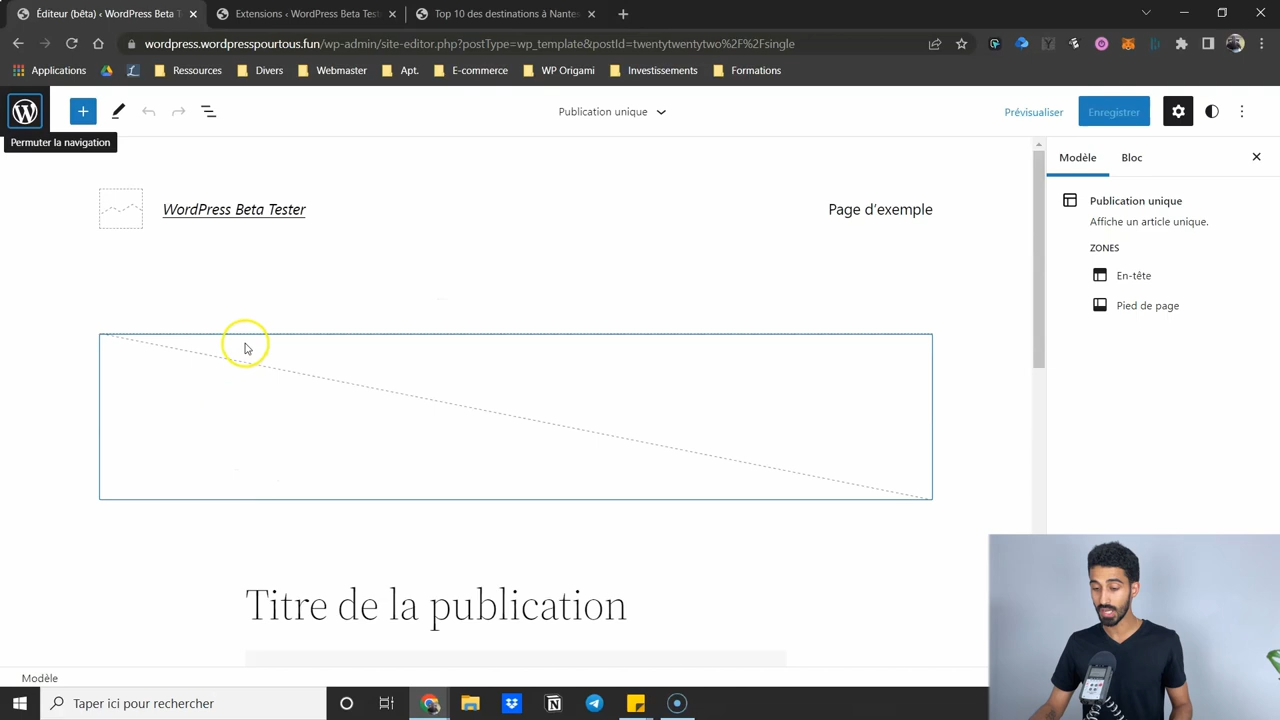 Éditeur (bêta) ‹ WordPress Beta T
Extensions ‹ WordPress Beta Test
Top 10 des destinations à Nantes
wordpress.wordpresspourtous.fun/wp-admin/site-editor.php?postType=wp_template&postId=twentytwentytwo%2F%2Fsingle
Applications
Ressources
Divers
Webmaster
Apt.
E-commerce
WP Origami
Investissements
Formations
Publication unique
Prévisualiser
Enregistrer
Permuter la navigation
Modèle
Bloc
WordPress Beta Tester
Page d'exemple
Publication unique
Affiche un article unique.
ZONES
En-tête
Pied de page
Titre de la publication
Modèle
Taper ici pour rechercher